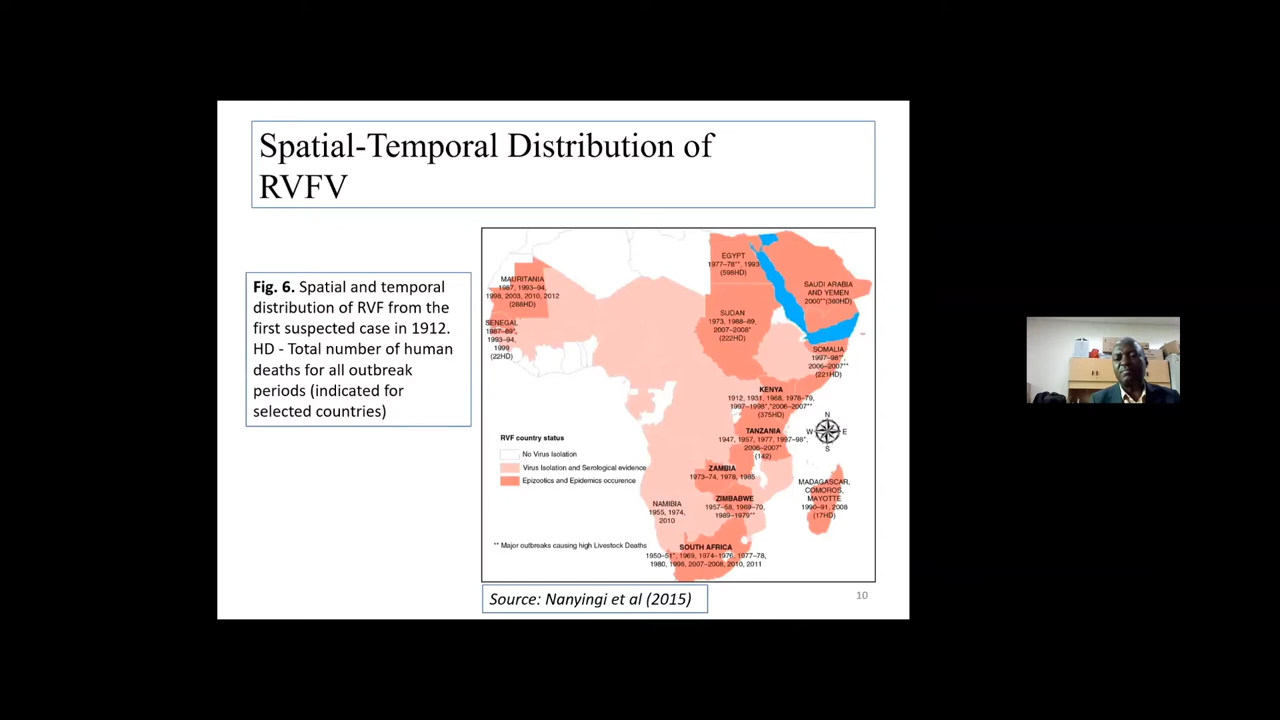 Spatial-Temporal Distribution of
RVFV
Fig. 6. Spatial and temporal
distribution of RVF from the
first suspected case in 1912.
HD - Total number of human
deaths for all outbreak
periods (indicated for
selected countries)
EGYPT
1977–78**, 1993
(598HD)
MAURITANIA
1987, 1993–94,
1998, 2003, 2010, 2012
(288HD)
SAUDI ARABIA
AND YEMEN
2000**(360HD)
SENEGAL
1987–89*,
1993–94,
1999
(22HD)
SUDAN
1973, 1988–89,
2007–2008*
(222HD)
SOMALIA
1997–98**,
2006–2007**
(221HD)
KENYA
1912, 1931, 1968, 1978–79,
1997–1998*,*2006–2007**
(375HD)
N
W
E
S
TANZANIA
1947, 1957, 1977, 1997–98*,
2006–2007*
(142)
RVF country status
No Virus Isolation
Virus Isolation and Serological evidence
Epizootics and Epidemics occurence
ZAMBIA
1973–74, 1978, 1985
MADAGASCAR,
COMOROS,
MAYOTTE
1990–91, 2008
(17HD)
NAMIBIA
1955, 1974,
2010
ZIMBABWE
1957–58, 1969–70,
1989–1979**
** Major outbreaks causing high Livestock Deaths
SOUTH AFRICA
1950–51*, 1969, 1974–1976, 1977–78,
1980, 1996, 2007–2008, 2010, 2011
Source: Nanyingi et al (2015)
10